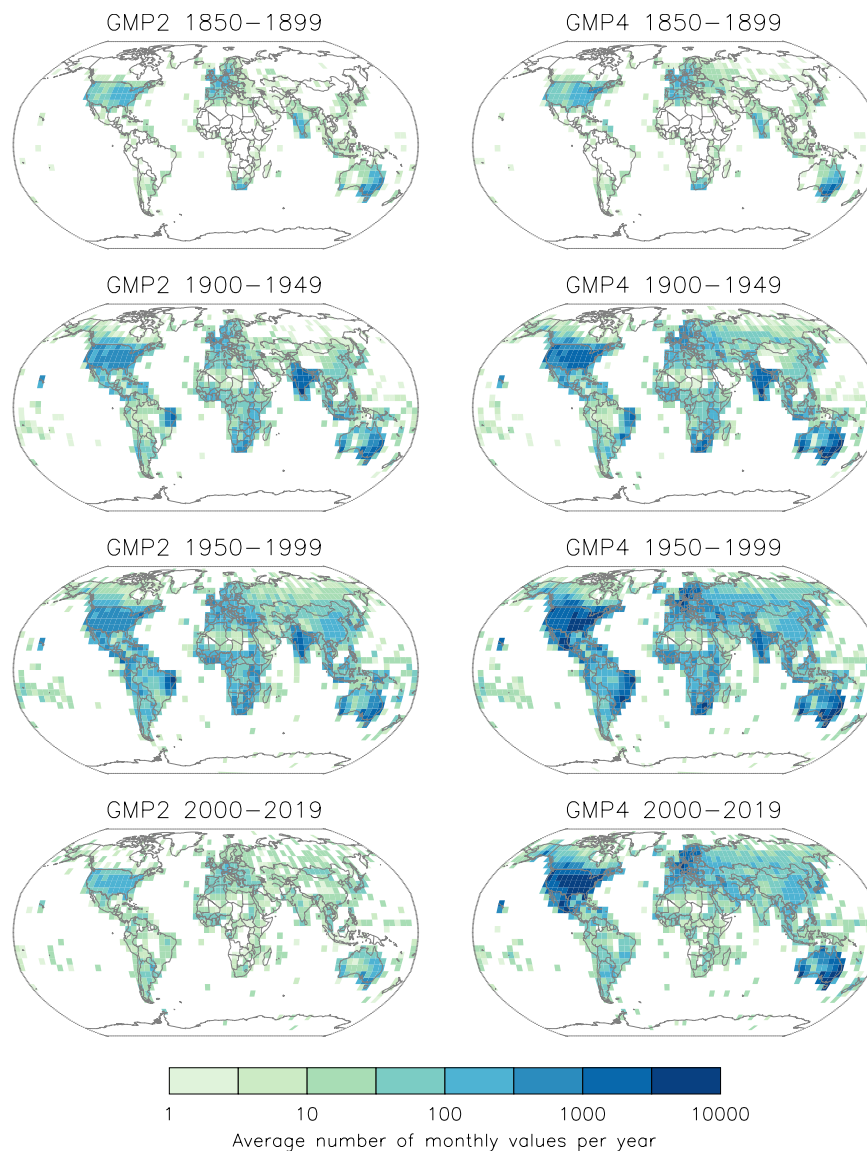 GMP2 1850−1899
GMP4 1850−1899
GMP2 1900−1949
GMP4 1900−1949
GMP2 1950−1999
GMP4 1950−1999
GMP2 2000−2019
GMP4 2000−2019
1 10 100 1000 10000
Average number of monthly values per year